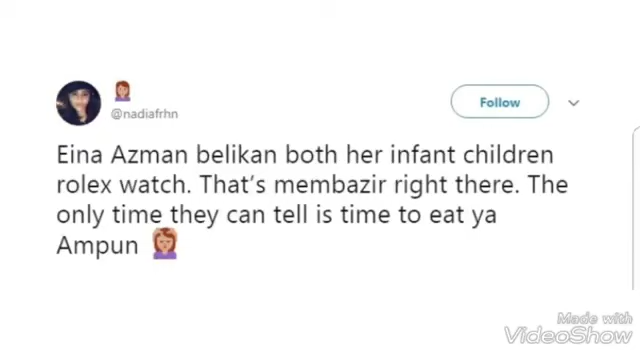 @nadiafrhn
Follow
Eina Azman belikan both her infant children
rolex watch. That's membazir right there. The
only time they can tell is time to eat ya
Ampun
Made with
VideoShow